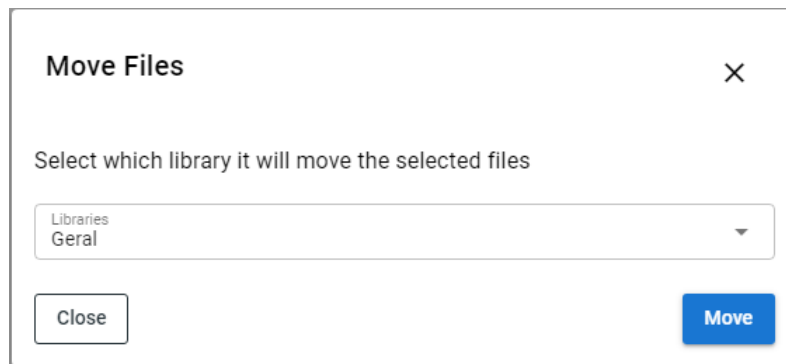 Move Files
Select which library it will move the selected files
Libraries
Geral
Close
Move